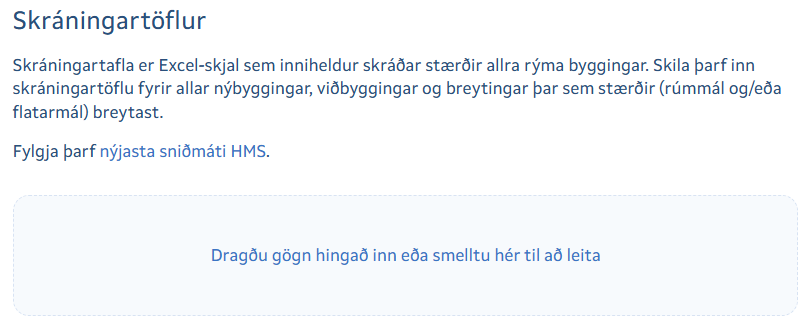 Skráningartöflur
Skráningartafla er Excel-skjal sem inniheldur skráðar stærðir allra rýma byggingar. Skila þarf inn
skráningartöflu fyrir allar nýbyggingar, viðbyggingar og breytingar þar sem stærðir (rúmmál og/eða
flatarmál) breytast.
Fylgja þarf nýjasta sniðmáti HMS.
Dragðu gögn hingað inn eða smelltu hér til að leita